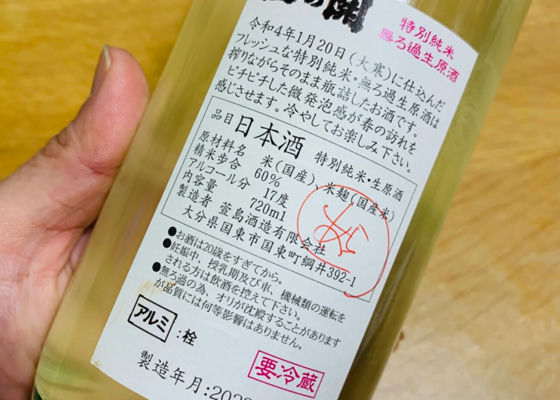 の関
特別純米
無ろ過生原酒
令和4年1月20日(大寒)に仕込んだ
フレッシュな特別純米・無ろ過生原酒は
搾りながらそのまま瓶詰したお酒です。
ピチピチした微発泡感が春の訪れを
感じさせます。冷やしてお楽しみ下さい。
品目 日本酒 特別純米・生原酒
原材料名 米(国産)、米麹(国産米)
精米歩合 60%
アルコール分 17度
内容量 720ml
製造者 萱島酒造有限会社
大分県国東市国東町綱井392-1
●お酒は20歳をすぎてから。
●妊娠中、授乳期及び車、機械類の運転を
される方は飲酒を控えて下さい。
●無ろ過の為、オリが沈殿することがあります
が品質には何等影響はありません。
アルミ:栓
要冷蔵
製造年月:202